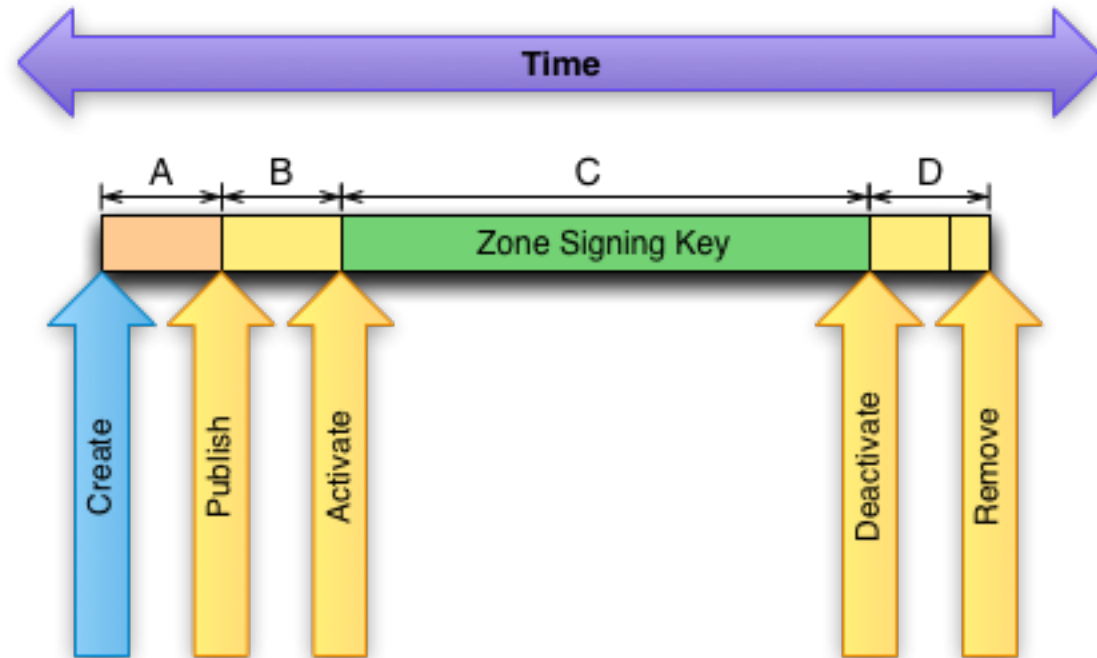 Time
A
B
C
D
Zone Signing Key
Create
Publish
Activate
Deactivate
Remove